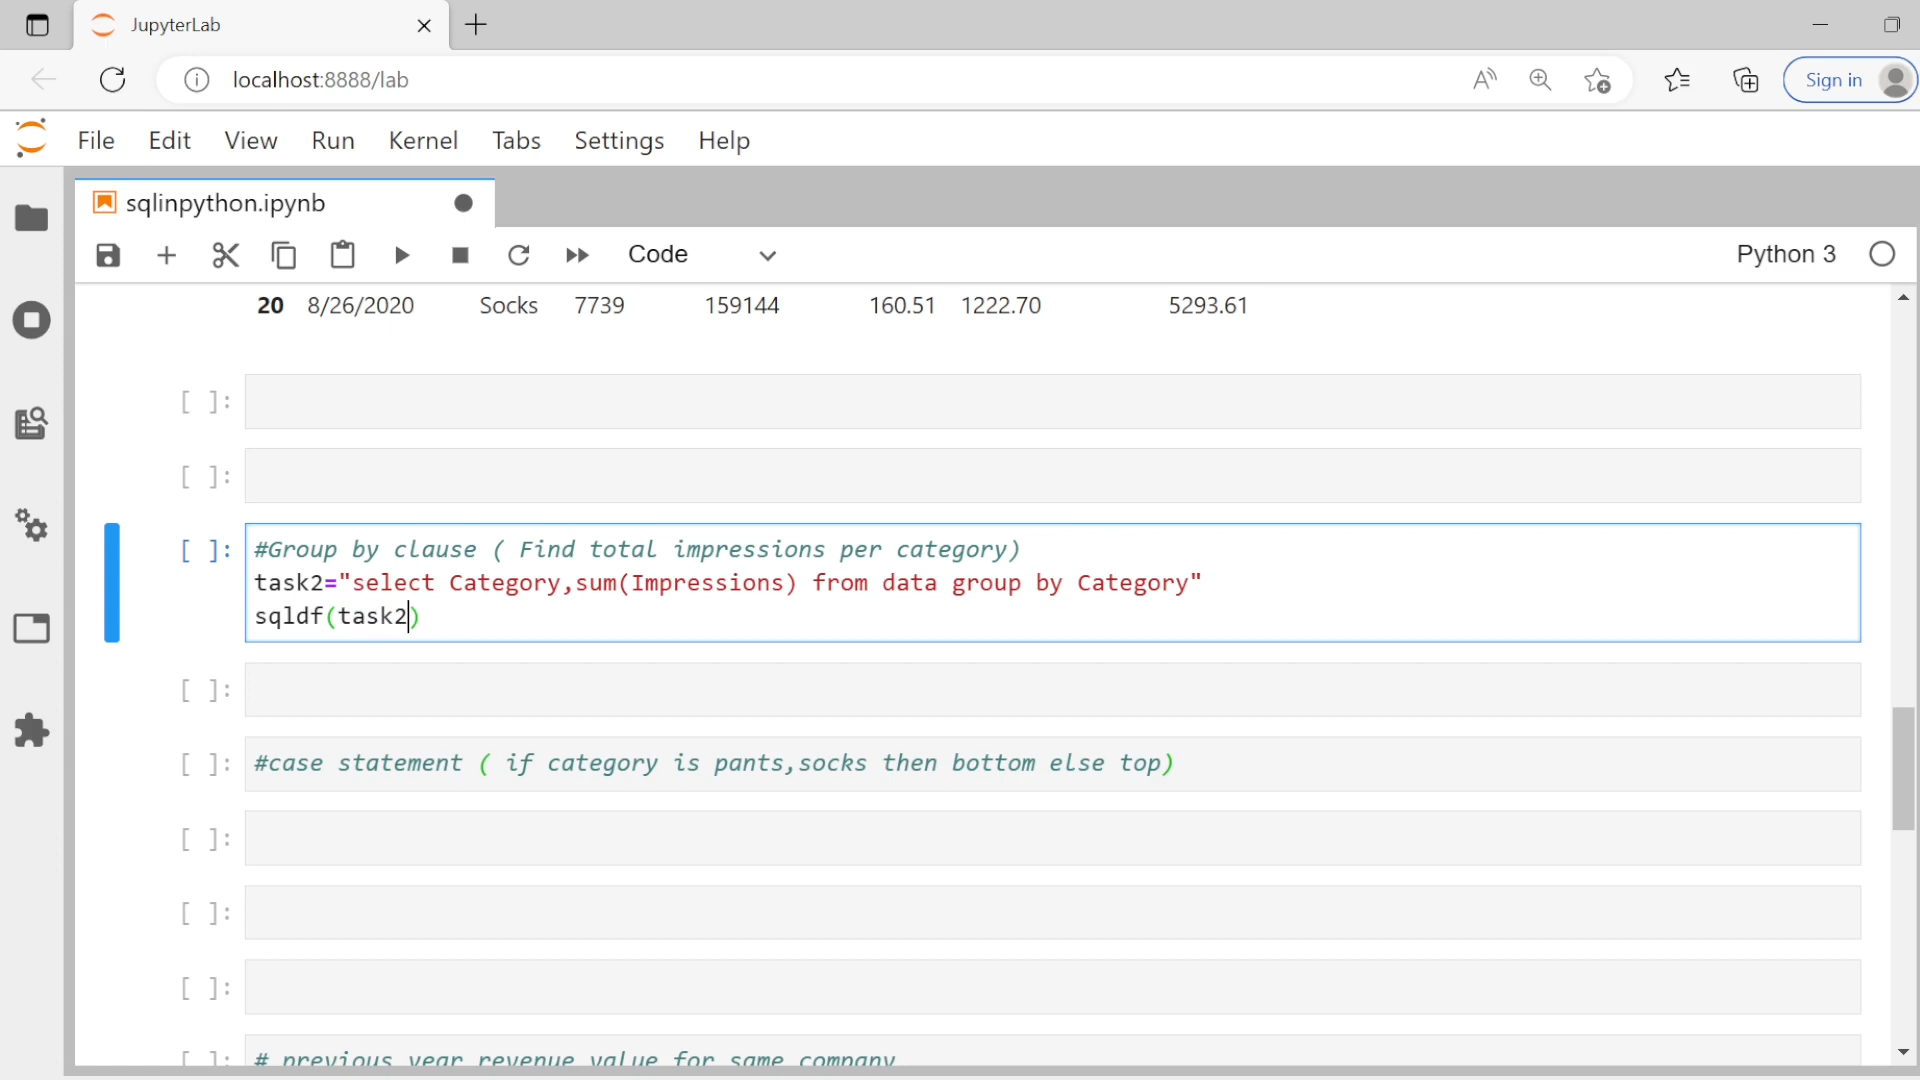 JupyterLab
localhost:8888/lab
Sign in
File Edit View Run Kernel Tabs Settings Help
sqlinpython.ipynb
Code
Python 3
20 8/26/2020 Socks 7739 159144 160.51 1222.70 5293.61
[ ]:
[ ]:
[ ]: #Group by clause ( Find total impressions per category)
task2="select Category,sum(Impressions) from data group by Category"
sqldf(task2)
[ ]:
[ ]: #case statement ( if category is pants,socks then bottom else top)
[ ]:
[ ]:
[ ]:
[ ]: # previous year revenue value for same company